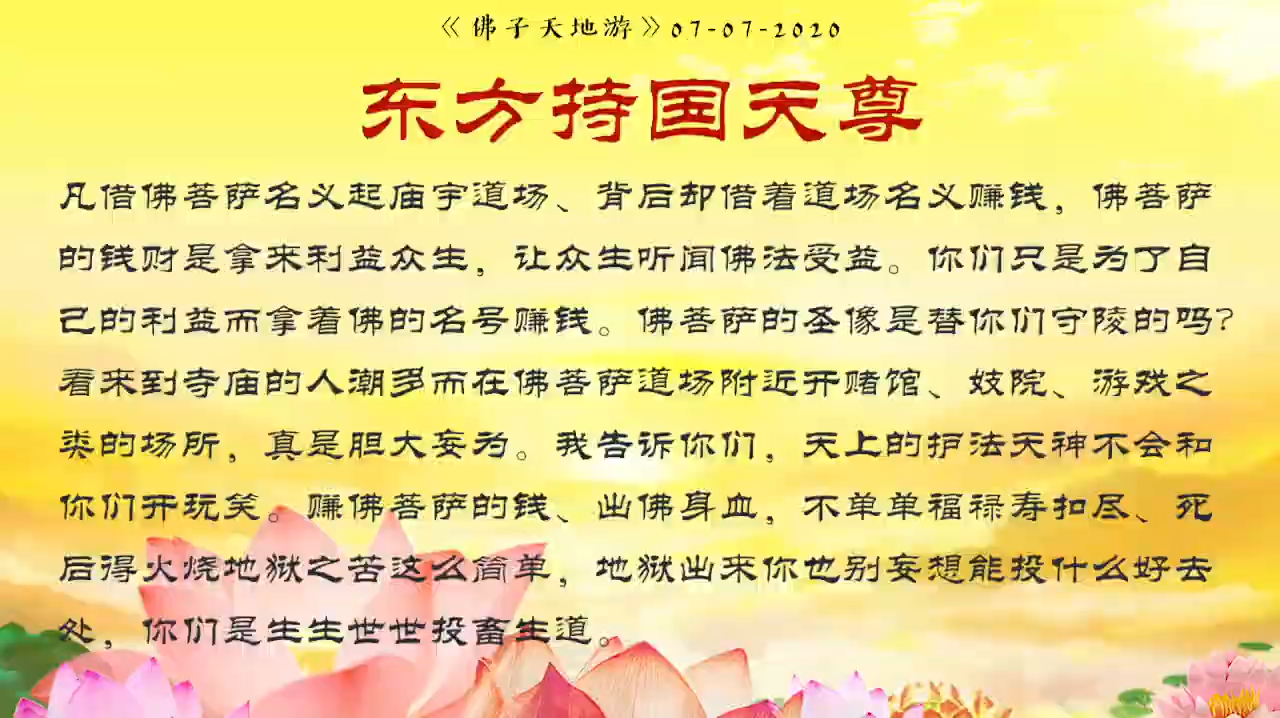 《佛子天地游》07-07-2020
东方持国天尊
凡借佛菩萨名义起庙宇道场、背后却借着道场名义赚钱，佛菩萨
的钱财是拿来利益众生，让众生听闻佛法受益。你们只是为了自
己的利益而拿着佛的名号赚钱。佛菩萨的圣像是替你们守陵的吗?
看来到寺庙的人潮多而在佛菩萨道场附近开赌馆、妓院、游戏之
类的场所，真是胆大妄为。我告诉你们，天上的护法天神不会和
你们开玩笑。赚佛菩萨的钱、出佛身血，不单单福禄寿扣尽、死
后得火烧地狱之苦这么简单，地狱出来你也别妄想能投什么好去
处，你们是生生世世投畜生道。